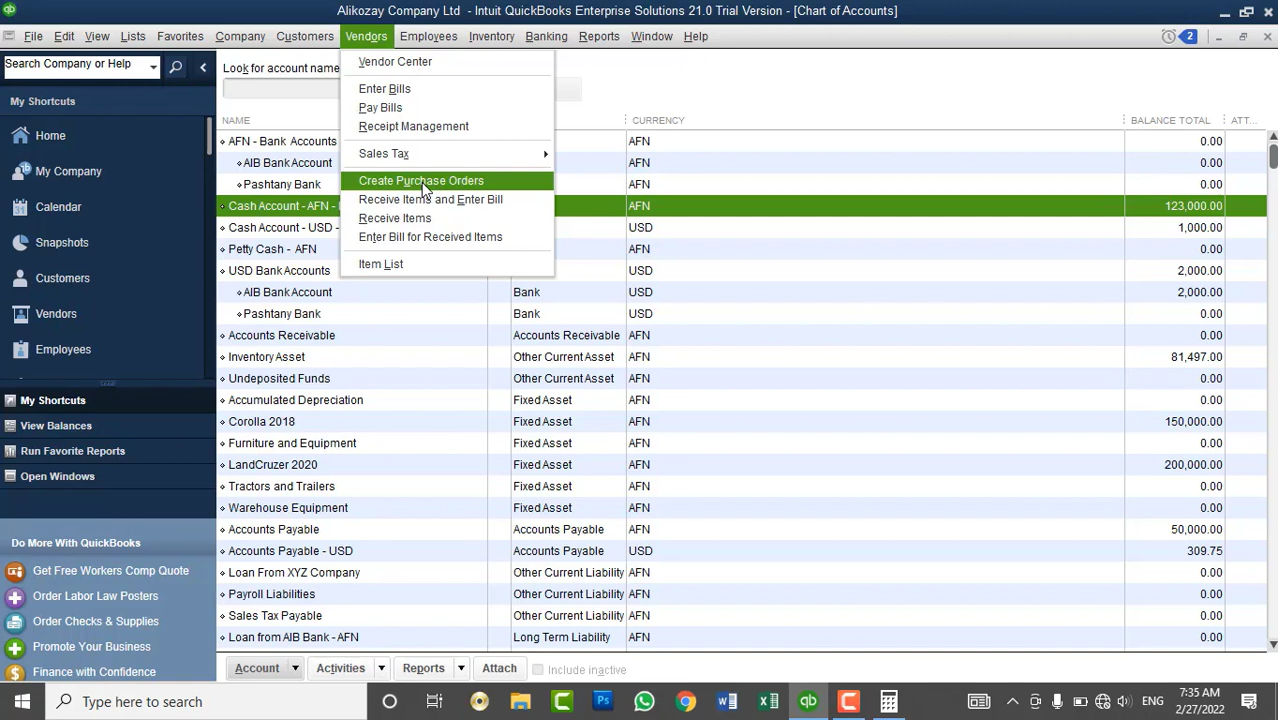 Alikozay Company Ltd - Intuit QuickBooks Enterprise Solutions 21.0 Trial Version - [Chart of Accounts]
File Edit View Lists Favorites Company Customers Vendors Employees Inventory Banking Reports Window Help 2
Search Company or Help
My Shortcuts
Home
My Company
Calendar
Snapshots
Customers
Vendors
Employees
My Shortcuts
View Balances
Run Favorite Reports
Open Windows
Do More With QuickBooks
Get Free Workers Comp Quote
Order Labor Law Posters
Order Checks & Supplies
Promote Your Business
Finance with Confidence
Look for account name
Vendor Center
Enter Bills
Pay Bills
Receipt Management
Sales Tax
Create Purchase Orders
Receive Items and Enter Bill
Receive Items
Enter Bill for Received Items
Item List
NAME CURRENCY BALANCE TOTAL ATT...
AFN - Bank Accounts AFN 0.00
AIB Bank Account AFN 0.00
Pashtany Bank AFN 0.00
Cash Account - AFN - AFN 123,000.00
Cash Account - USD - USD 1,000.00
Petty Cash - AFN AFN 0.00
USD Bank Accounts USD 2,000.00
AIB Bank Account Bank USD 2,000.00
Pashtany Bank Bank USD 0.00
Accounts Receivable Accounts Receivable AFN 0.00
Inventory Asset Other Current Asset AFN 81,497.00
Undeposited Funds Other Current Asset AFN 0.00
Accumulated Depreciation Fixed Asset AFN 0.00
Corolla 2018 Fixed Asset AFN 150,000.00
Furniture and Equipment Fixed Asset AFN 0.00
LandCruzer 2020 Fixed Asset AFN 200,000.00
Tractors and Trailers Fixed Asset AFN 0.00
Warehouse Equipment Fixed Asset AFN 0.00
Accounts Payable Accounts Payable AFN 50,000.00
Accounts Payable - USD Accounts Payable USD 309.75
Loan From XYZ Company Other Current Liability AFN 0.00
Payroll Liabilities Other Current Liability AFN 0.00
Sales Tax Payable Other Current Liability AFN 0.00
Loan from AIB Bank - AFN Long Term Liability AFN 0.00
Account Activities Reports Attach Include inactive
Type here to search
ENG
7:35 AM
2/27/2022